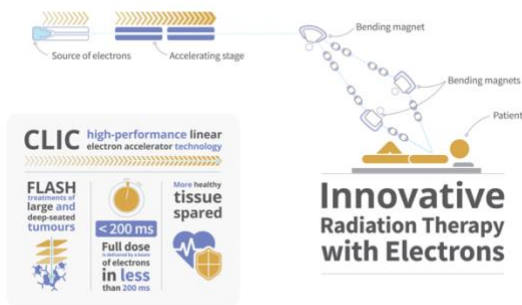 Bending magnet
Source of electrons
Accelerating stage
Bending magnets
Patient
CLIC high-performance linear
electron accelerator technology
FLASH
treatments of
large and
deep-seated
tumours
< 200 ms
Full dose
is delivered by a beam
of electrons
in less
than 200 ms
More healthy
tissue
spared
Innovative
Radiation Therapy
with Electrons